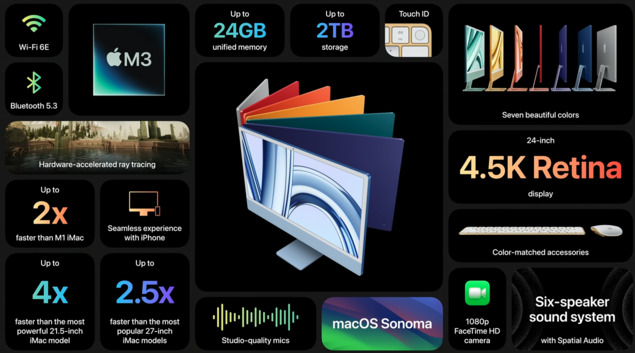 Wi-Fi 6E
M3
Up to
24GB
unified memory
Up to
2TB
storage
Touch ID
Seven beautiful colors
Bluetooth 5.3
Hardware-accelerated ray tracing
24-inch
4.5K Retina
display
Up to
2x
faster than M1 iMac
Seamless experience
with iPhone
Color-matched accessories
Up to
4x
faster than the most
powerful 21.5-inch
iMac model
Up to
2.5x
faster than the most
popular 27-inch
iMac models
Studio-quality mics
macOS Sonoma
1080p
FaceTime HD
camera
Six-speaker
sound system
with Spatial Audio